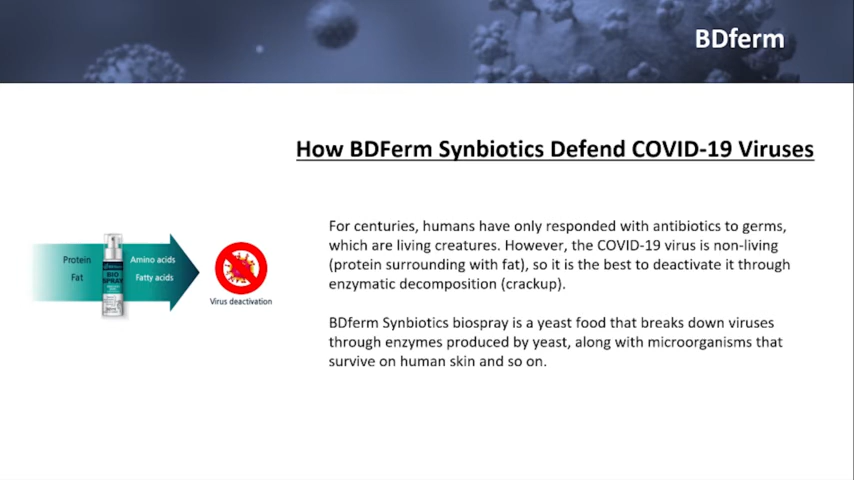 BDferm
How BDFerm Synbiotics Defend COVID-19 Viruses
For centuries, humans have only responded with antibiotics to germs,
which are living creatures. However, the COVID-19 virus is non-living
(protein surrounding with fat), so it is the best to deactivate it through
enzymatic decomposition (crackup).
BDferm Synbiotics biospray is a yeast food that breaks down viruses
through enzymes produced by yeast, along with microorganisms that
survive on human skin and so on.
Protein
Fat
BIO
SPRAY
Amino acids
Fatty acids
Virus deactivation